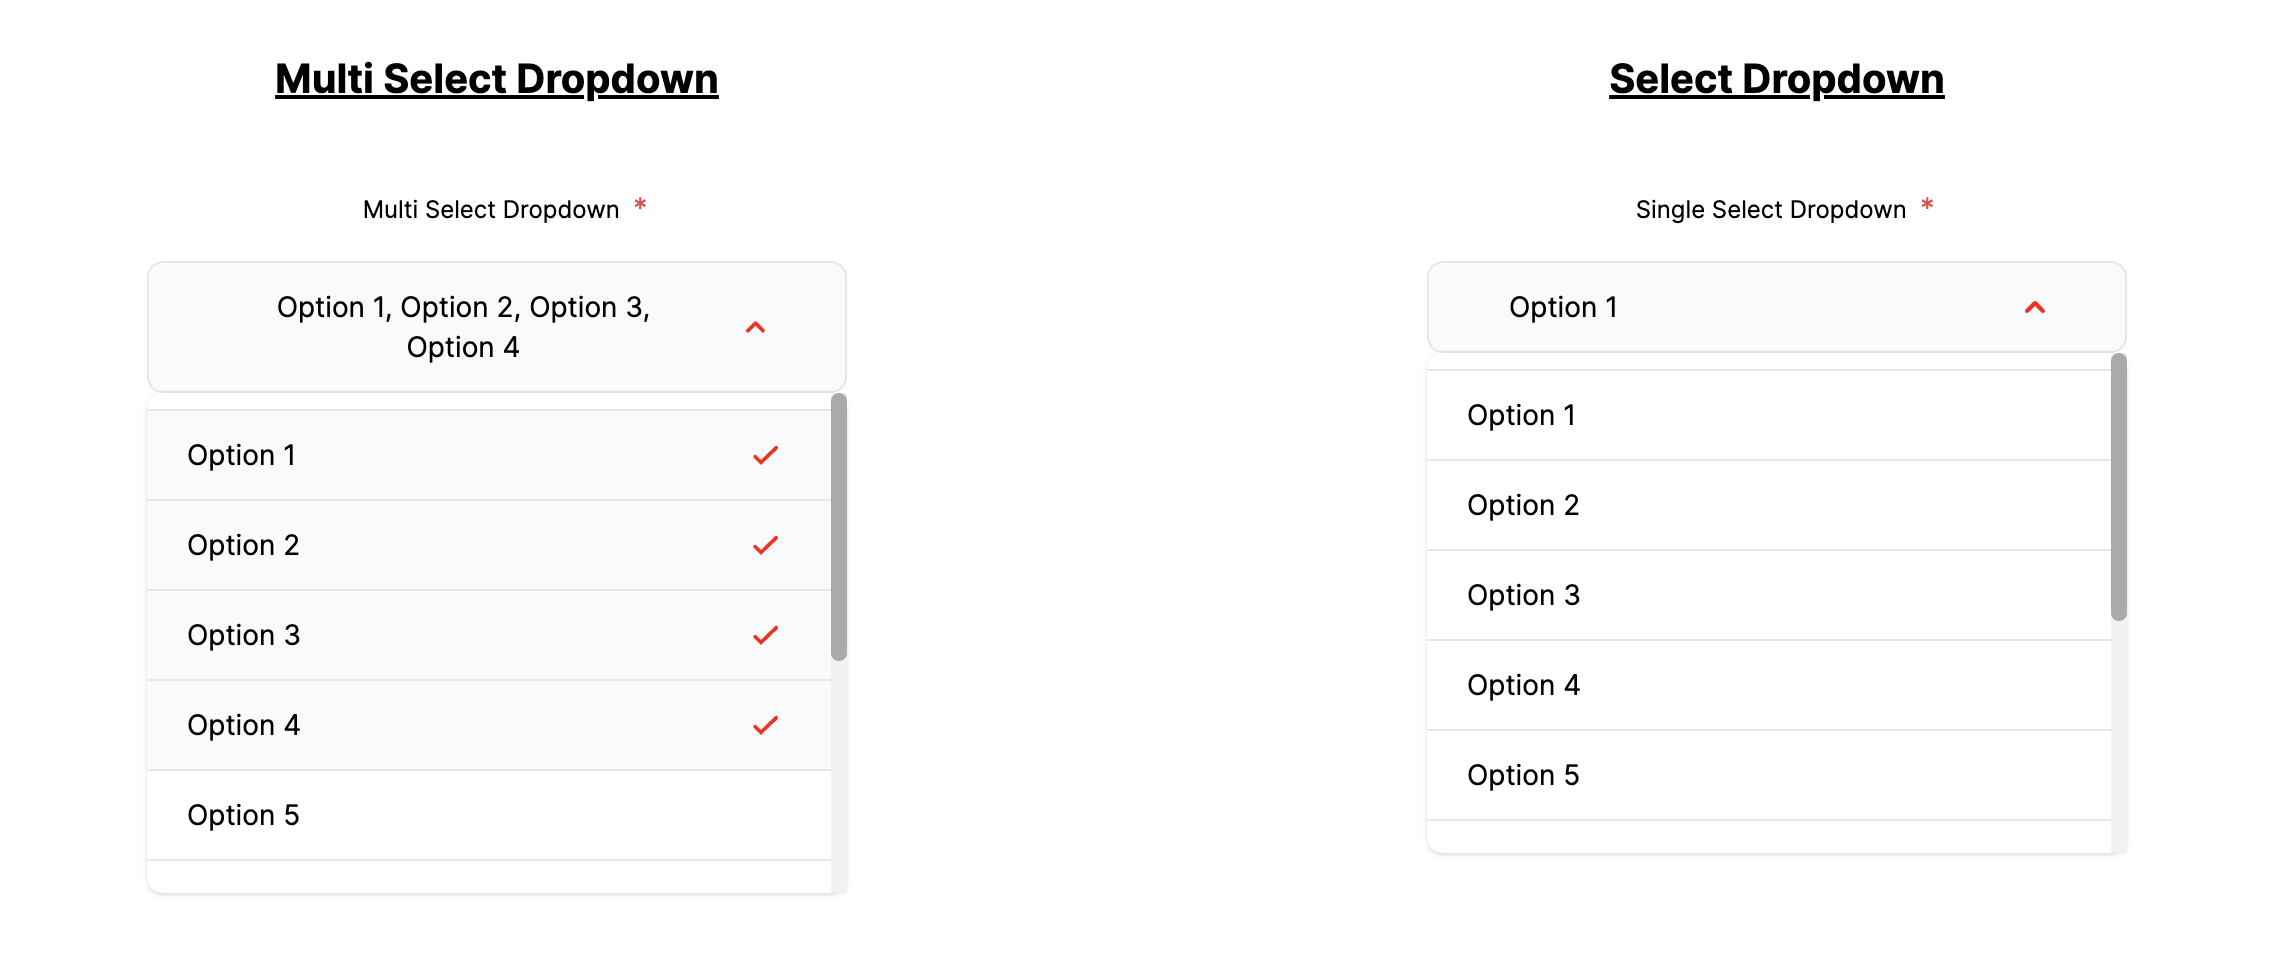 Multi Select Dropdown
Multi Select Dropdown *
Option 1, Option 2, Option 3,
Option 4
Option 1
Option 2
Option 3
Option 4
Option 5
Select Dropdown
Single Select Dropdown *
Option 1
Option 1
Option 2
Option 3
Option 4
Option 5